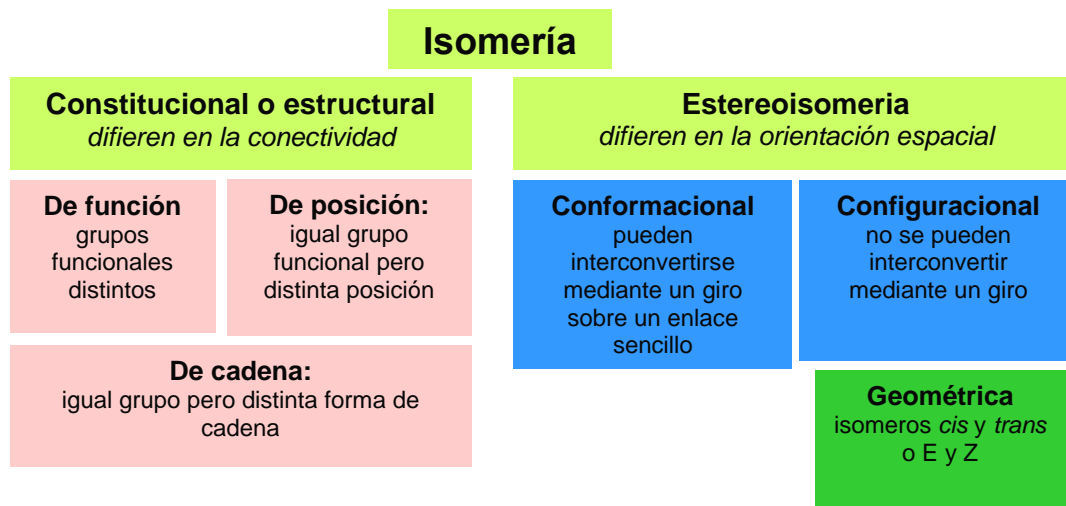 Isomería
Constitucional o estructural
difieren en la conectividad
Estereoisomeria
difieren en la orientación espacial
De función
grupos
funcionales
distintos
De posición:
igual grupo
funcional pero
distinta posición
De cadena:
igual grupo pero distinta forma de
cadena
Conformacional
pueden
interconvertirse
mediante un giro
sobre un enlace
sencillo
Configuracional
no se pueden
interconvertir
mediante un giro
Geométrica
isomeros cis y trans
o E y Z